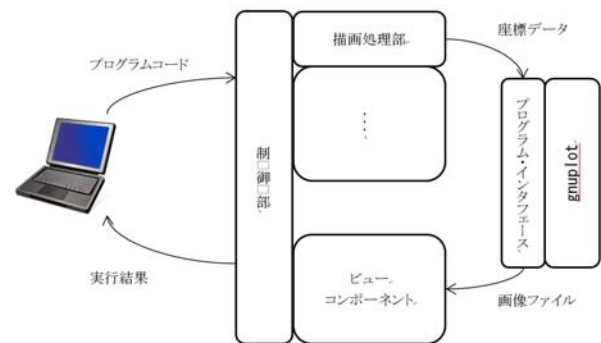 描画処理部
座標データ
プログラムコード
・・・・
制□御□部
プログラム・インタフェース
gnuplot
実行結果
ビュー
コンポーネント
画像ファイル